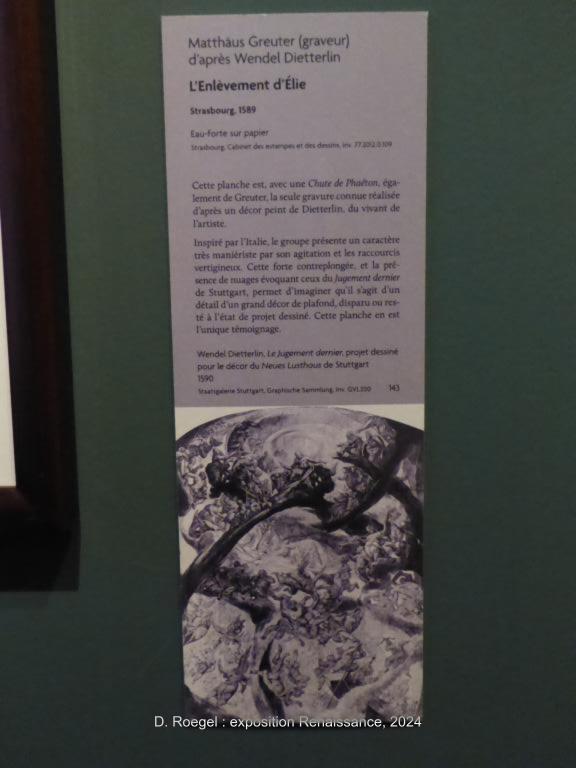 Matthäus Greuter (graveur)
d'après Wendel Dietterlin
L'Enlèvement d'Élie
Strasbourg, 1589
Eau-forte sur papier
Strasbourg, Cabinet des estampes et des dessins, inv. 77.2012.0.109
Cette planche est, avec une Chute de Phaéton, éga-
lement de Greuter, la seule gravure connue réalisée
d'après un décor peint de Dietterlin, du vivant de
l'artiste.
Inspiré par l'Italie, le groupe présente un caractère
très maniériste par son agitation et les raccourcis
vertigineux. Cette forte contreplongée, et la pré-
sence de nuages évoquant ceux du Jugement dernier
de Stuttgart, permet d'imaginer qu'il s'agit d'un
détail d'un grand décor de plafond, disparu ou res-
té à l'état de projet dessiné. Cette planche en est
l'unique témoignage.
Wendel Dietterlin, Le Jugement dernier, projet dessiné
pour le décor du Neues Lusthaus de Stuttgart
1590
Staatsgalerie Stuttgart, Graphische Sammlung, Inv. GVL200 143
D. Roegel : exposition Renaissance, 2024